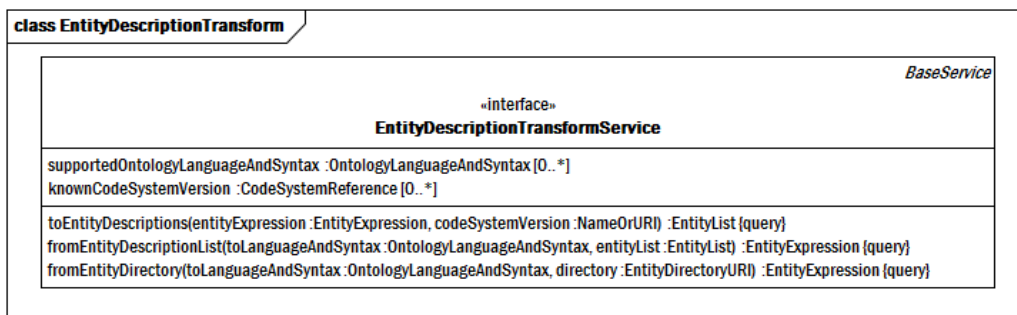 class EntityDescriptionTransform
BaseService
«interface»
EntityDescriptionTransformService
supportedOntologyLanguageAndSyntax :OntologyLanguageAndSyntax [0..*]
knownCodeSystemVersion :CodeSystemReference [0..*]
toEntityDescriptions(entityExpression :EntityExpression, codeSystemVersion :NameOrURI) :EntityList {query}
fromEntityDescriptionList(toLanguageAndSyntax :OntologyLanguageAndSyntax, entityList :EntityList) :EntityExpression {query}
fromEntityDirectory(toLanguageAndSyntax :OntologyLanguageAndSyntax, directory :EntityDirectoryURI) :EntityExpression {query}